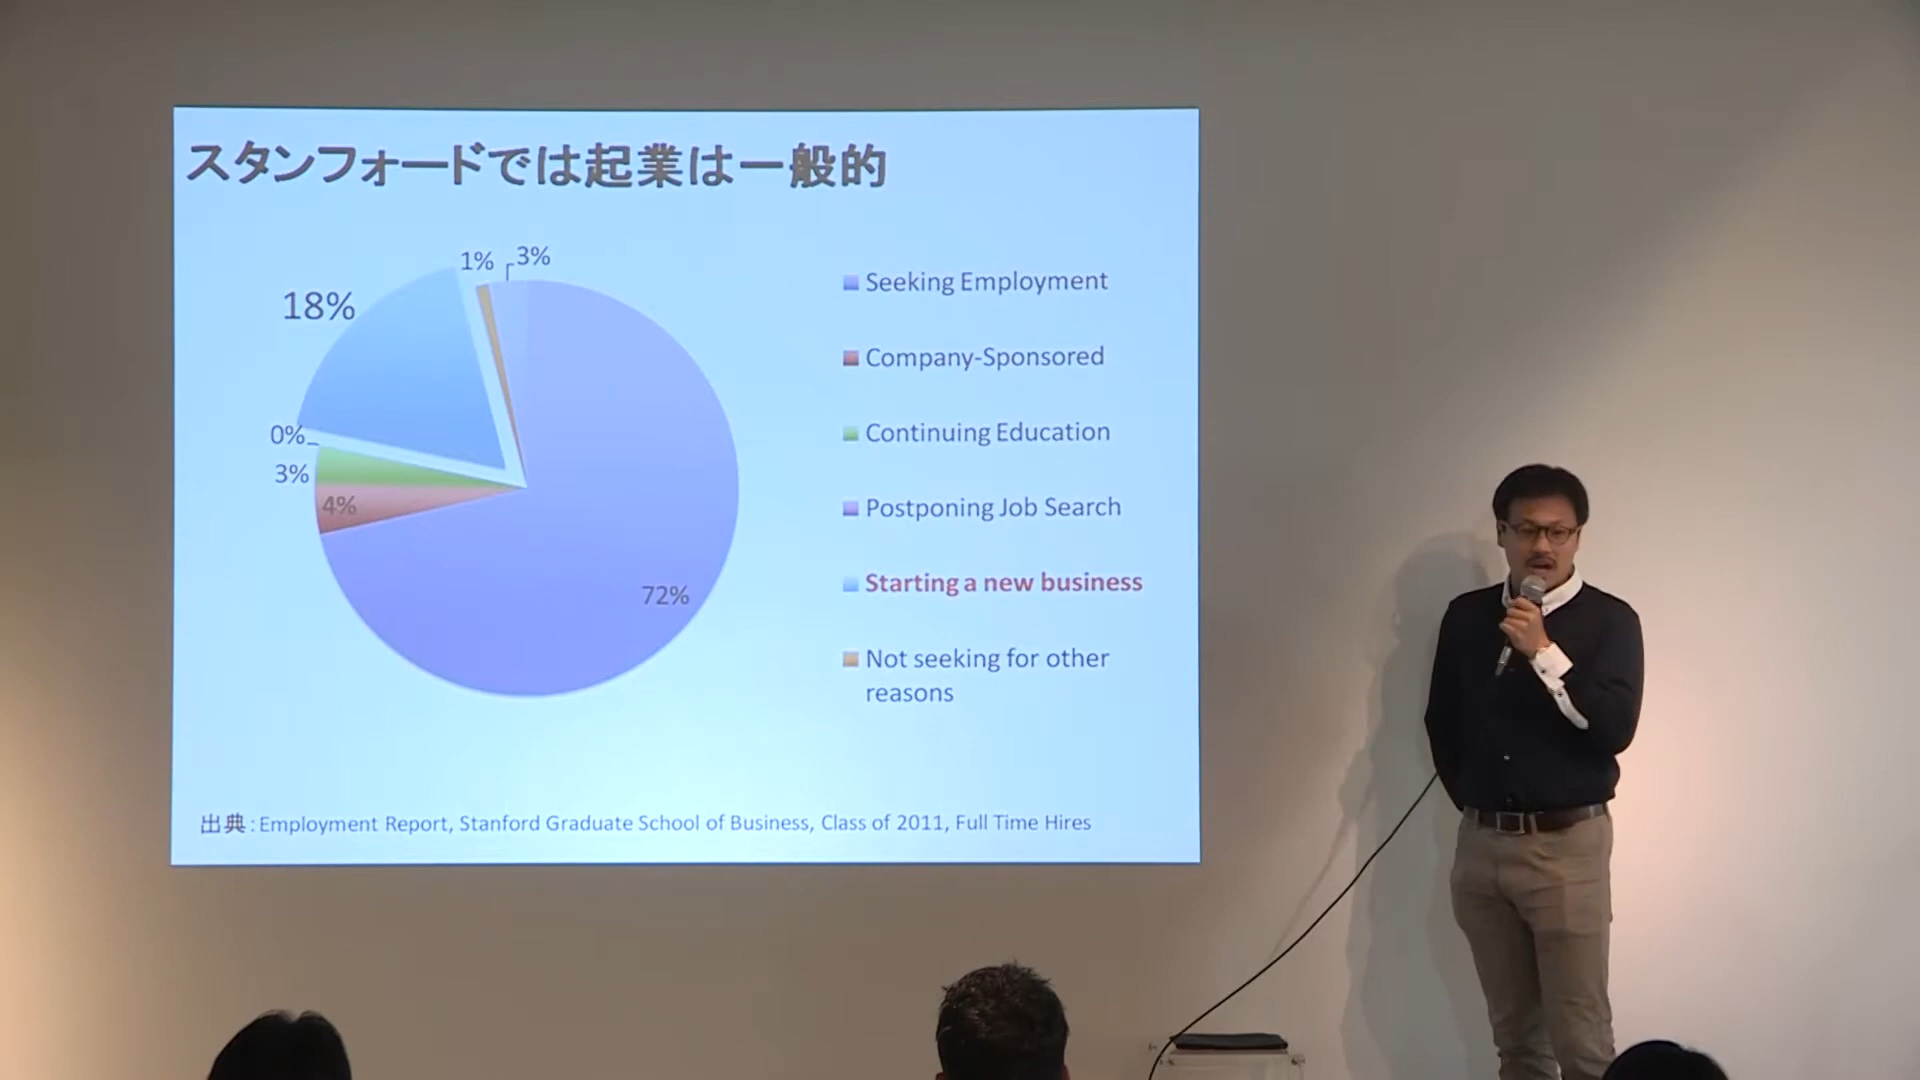 スタンフォードでは起業は一般的
1%
3%
18%
0%
3%
4%
72%
Seeking Employment
Company-Sponsored
Continuing Education
Postponing Job Search
Starting a new business
Not seeking for other
reasons
出典：Employment Report, Stanford Graduate School of Business, Class of 2011, Full Time Hires